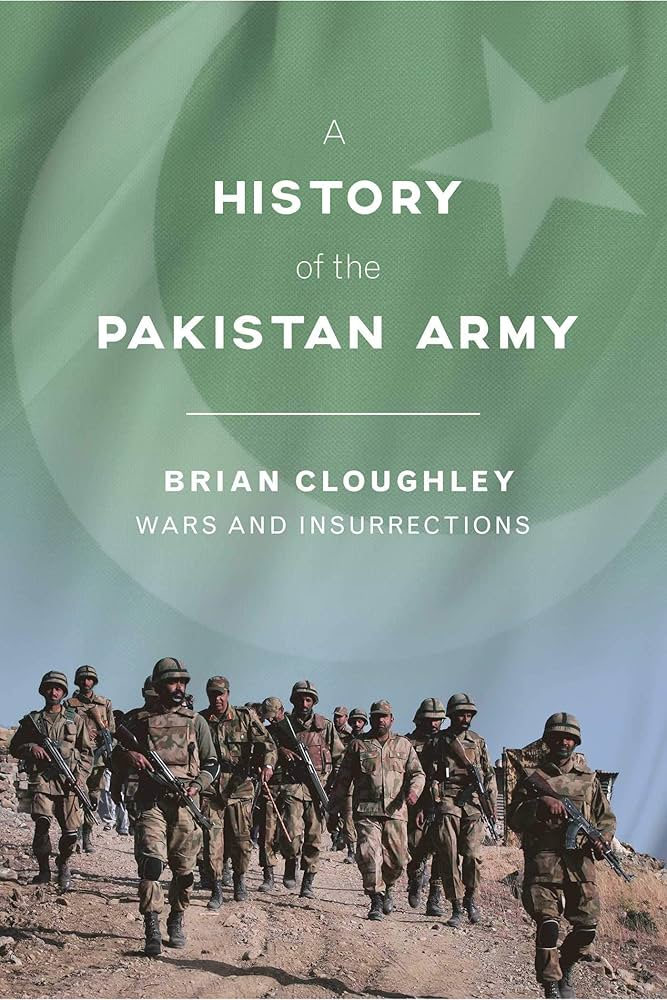 A
HISTORY
of the
PAKISTAN ARMY
BRIAN CLOUGHLEY
WARS AND INSURRECTIONS